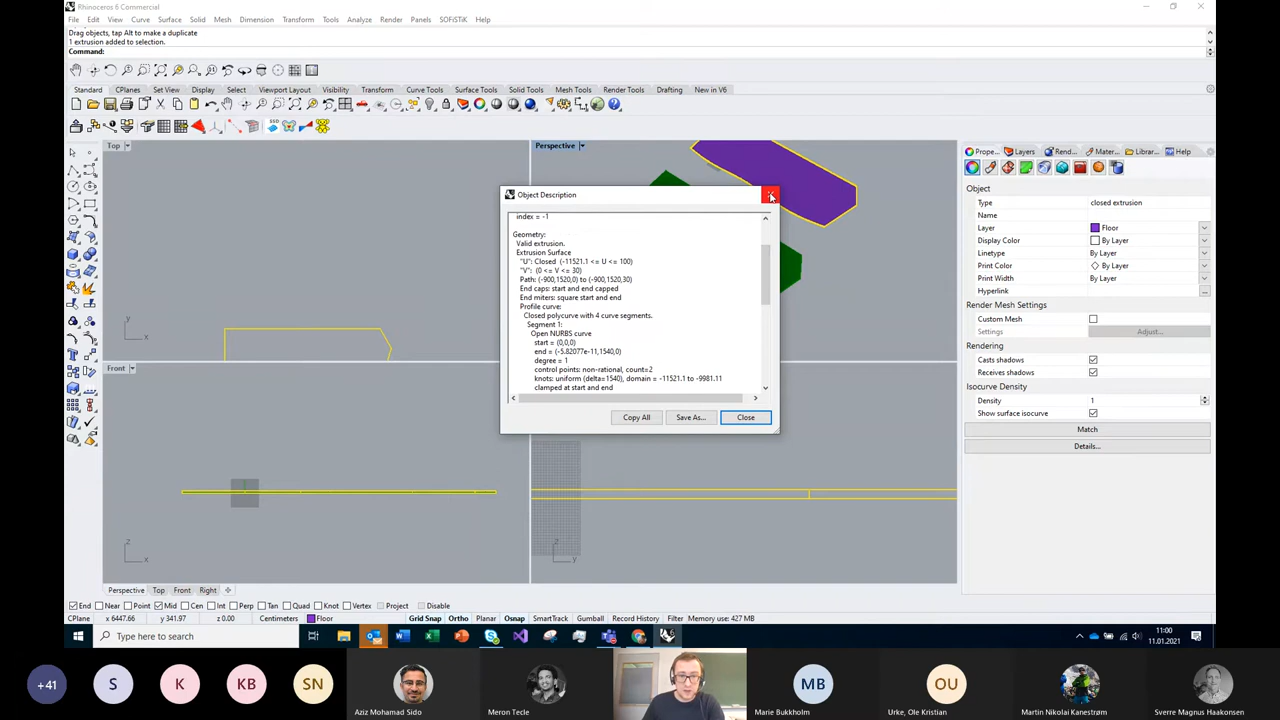 Rhinoceros 6 Commercial
File Edit View Curve Surface Solid Mesh Dimension Transform Tools Analyze Render Panels SOFiSTiK Help
Drag objects, tap Alt to make a duplicate
1 extrusion added to selection.
Command:
Standard CPlanes Set View Display Select Viewport Layout Visibility Transform Curve Tools Surface Tools Solid Tools Mesh Tools Render Tools Drafting New in V6
Top
Perspective
Prope... Layers Rend... Mater... Librar... Help
Object
Type closed extrusion
Name
Layer Floor
Display Color By Layer
Linetype By Layer
Print Color By Layer
Print Width By Layer
Hyperlink ...
Render Mesh Settings
Custom Mesh
Settings Adjust...
Rendering
Casts shadows
Receives shadows
Isocurve Density
Density 1
Show surface isocurve
Match
Details...
Object Description
index = -1
Geometry:
Valid extrusion.
Extrusion Surface
"U": Closed (-11521.1 <= U <= 100)
"V": (0 <= V <= 30)
Path: (-900,1520,0) to (-900,1520,30)
End caps: start and end capped
End miters: square start and end
Profile curve:
Closed polycurve with 4 curve segments.
Segment 1:
Open NURBS curve
start = (0,0,0)
end = (-5.82077e-11,1540,0)
degree = 1
control points: non-rational, count=2
knots: uniform (delta=1540), domain = -11521.1 to -9981.11
clamped at start and end
Copy All Save As... Close
y
x
Front
z
x
z
y
Perspective Top Front Right
End Near Point Mid Cen Int Perp Tan Quad Knot Vertex Project Disable
CPlane x 6447.66 y 341.97 z 0.00 Centimeters Floor Grid Snap Ortho Planar Osnap SmartTrack Gumball Record History Filter Memory use: 427 MB
Type here to search
11:00
11.01.2021
+41 S K KB SN MB OU
Aziz Mohamad Sido Meron Tecle Marie Bukkholm Urke, Ole Kristian Martin Nikolai Kanestrøm Sverre Magnus Haakonsen